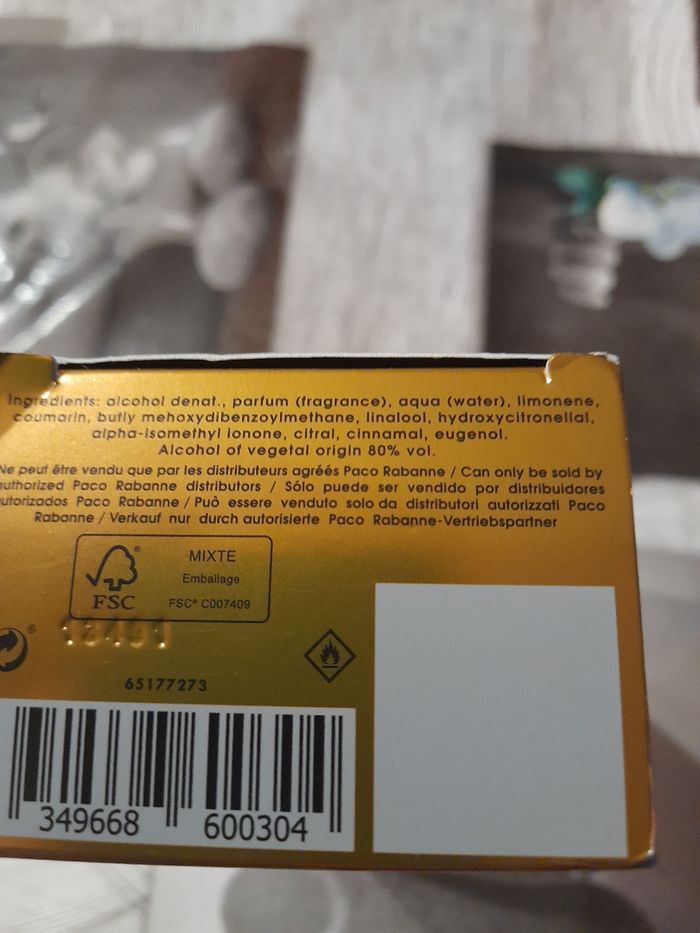 Ingredients: alcohol denat., parfum (fragrance), aqua (water), limonene,
coumarin, butly mehoxydibenzoylmethane, linalool, hydroxycitronellal,
alpha-isomethyl ionone, citral, cinnamal, eugenol.
Alcohol of vegetal origin 80% vol.
Ne peut être vendu que par les distributeurs agréés Paco Rabanne / Can only be sold by
authorized Paco Rabanne distributors / Sólo puede ser vendido por distribuidores
autorizados Paco Rabanne / Può essere venduto solo da distributori autorizzati Paco
Rabanne / Verkauf nur durch autorisierte Paco Rabanne-Vertriebspartner
MIXTE
Emballage
FSC® C007409
FSC
®
65177273
349668 600304